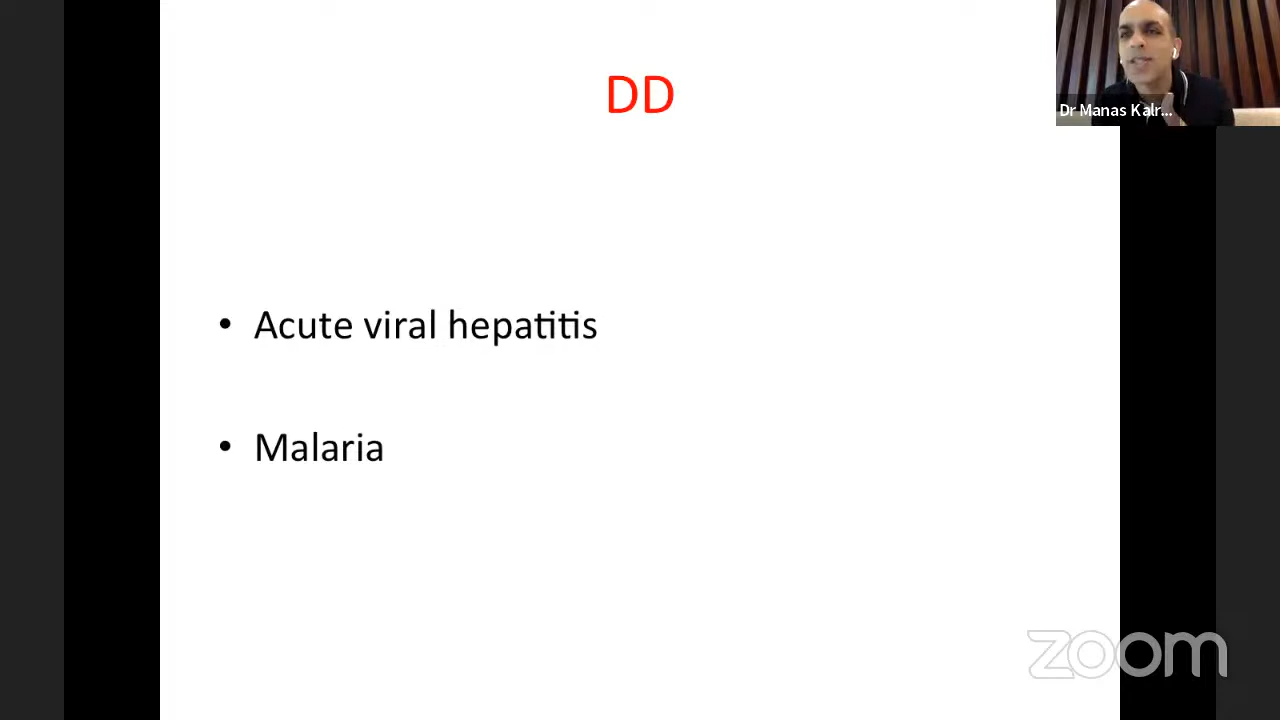 DD
Dr Manas Kalr...
• Acute viral hepatitis
• Malaria
zoom